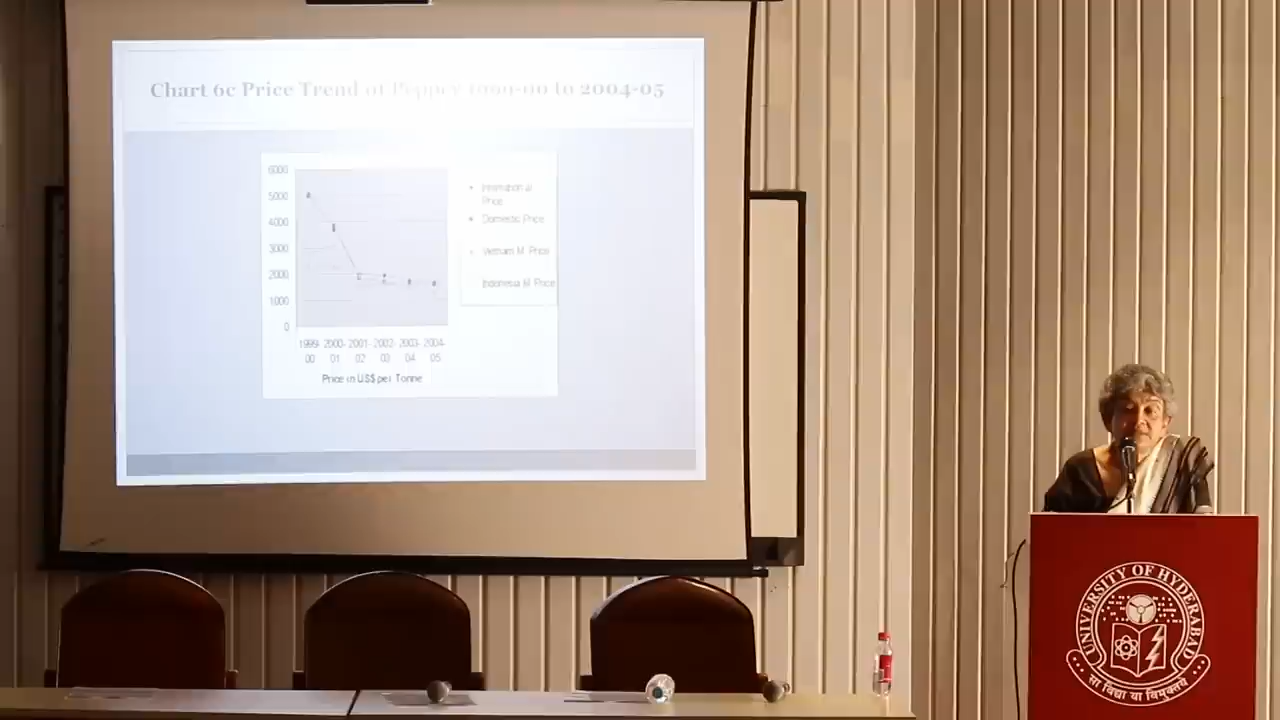 Chart 6c Price Trend of Pepper 1999-00 to 2004-05
6000
5000
4000
3000
2000
1000
0
1999- 2000- 2001- 2002- 2003- 2004-
00 01 02 03 04 05
Price in US$ per Tonne
International
Price
Domestic Price
Vietnam M. Price
Indonesia M. Price
UNIVERSITY OF HYDERABAD
सा विद्या या विमुक्तये